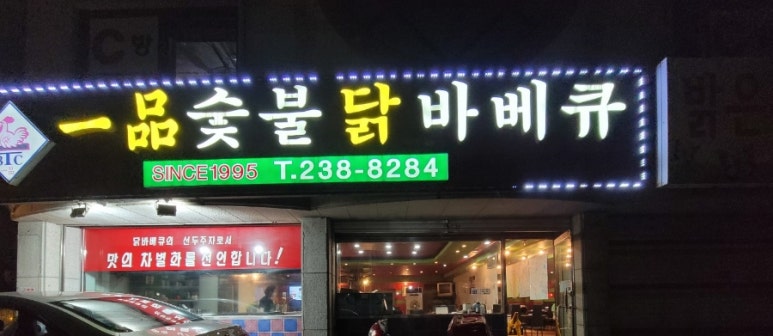 一品숯불닭바베큐
BTC
SINCE1995 T.238-8284
닭바베큐의 선두주자로서
맛의 차별화를 선언합니다!